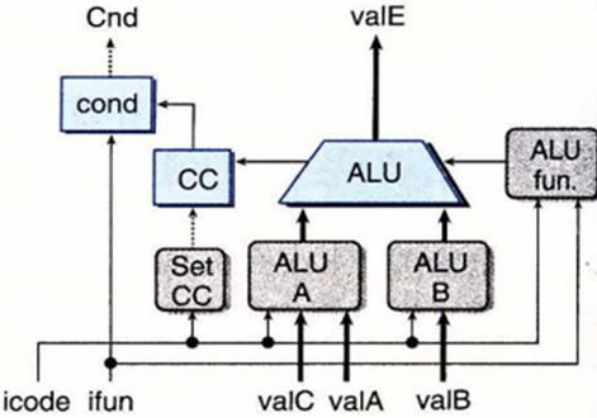 Cnd
valE
cond
CC
ALU
ALU
fun.
Set
CC
ALU
A
ALU
B
icode
ifun
valC
valA
valB